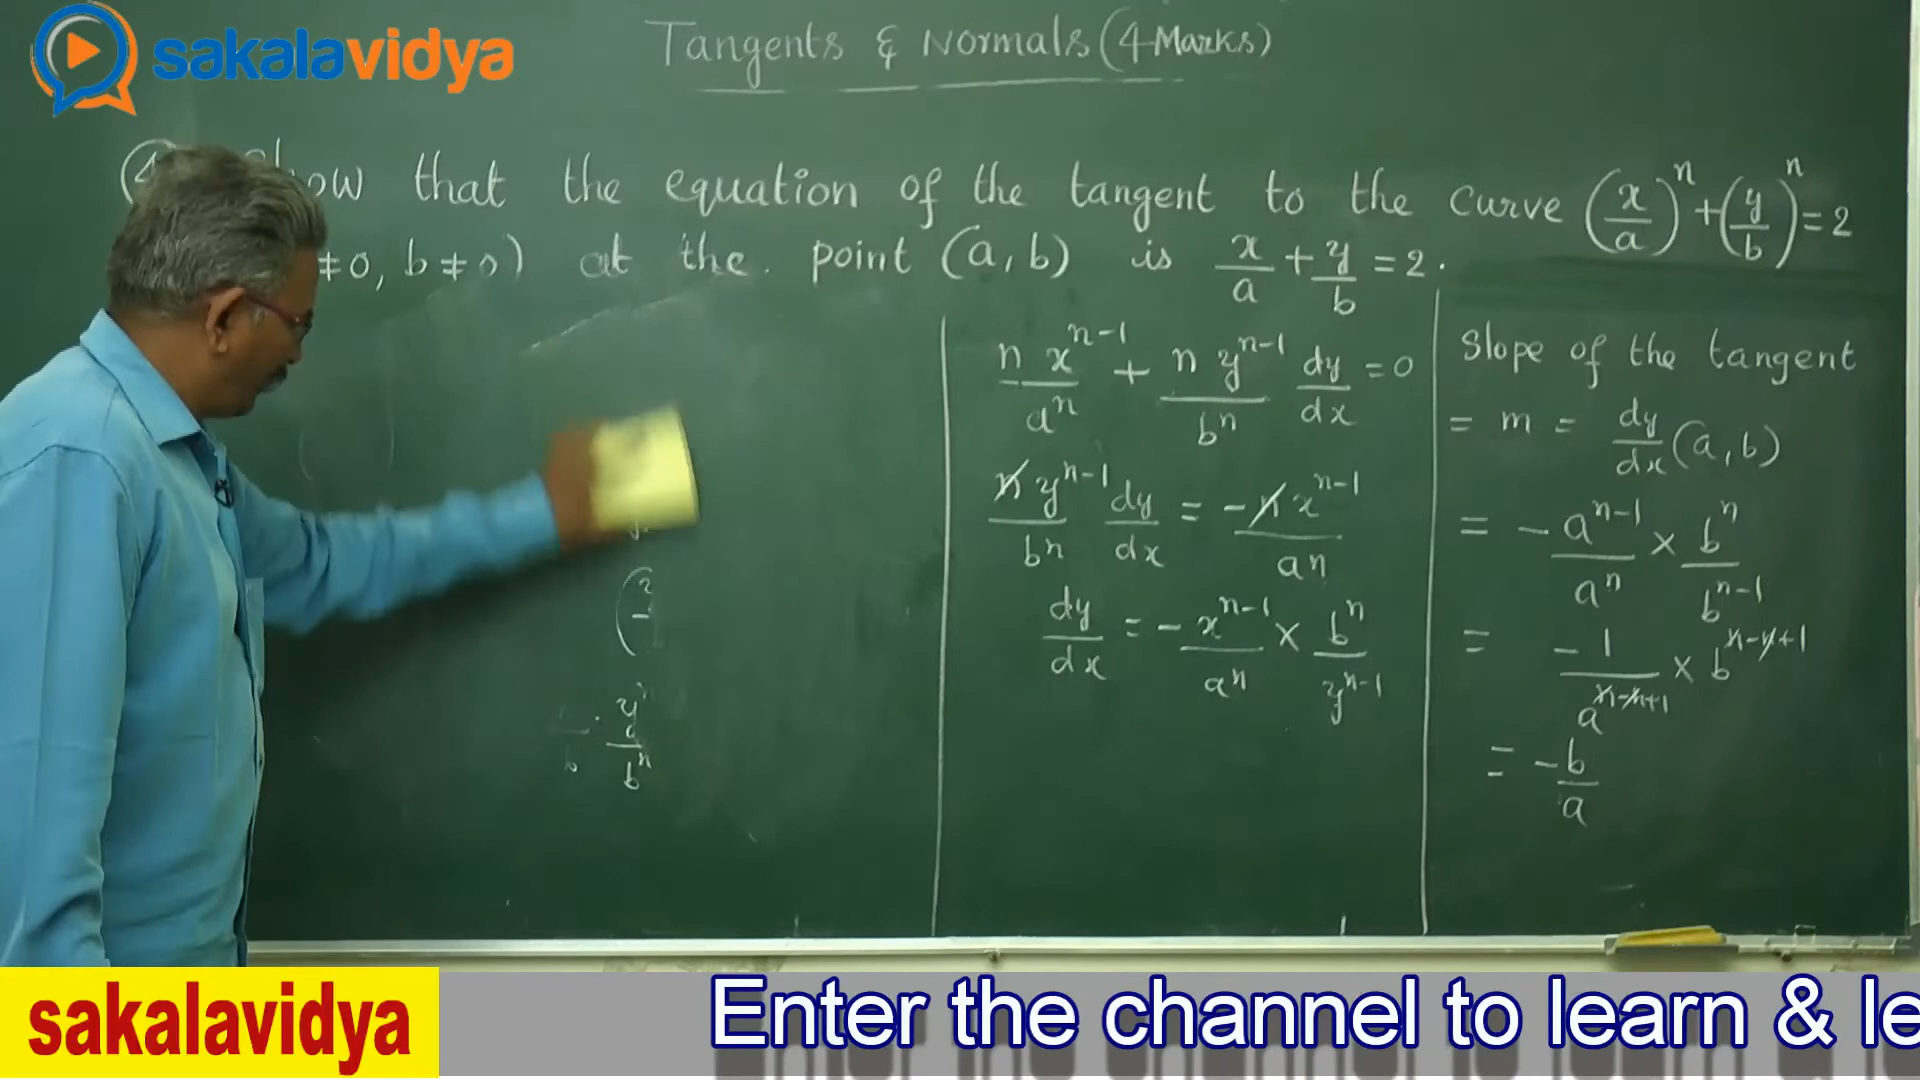 sakalavidya
Tangents & Normals (4 Marks)
that the equation of the tangent to the curve (x/a)^n + (y/b)^n = 2
≠ 0, b ≠ 0) at the point (a, b) is x/a + y/b = 2.
n x^(n-1) / a^n + n y^(n-1) / b^n dy/dx = 0
n y^(n-1) / b^n dy/dx = - n x^(n-1) / a^n
dy/dx = - x^(n-1) / a^n × b^n / y^(n-1)
Slope of the tangent
= m = dy/dx (a, b)
= - a^(n-1) / a^n × b^n / b^(n-1)
= -1 / a^(n-n+1) × b^(n-n+1)
= -b/a
y^n / b^n
sakalavidya
Enter the channel to learn &